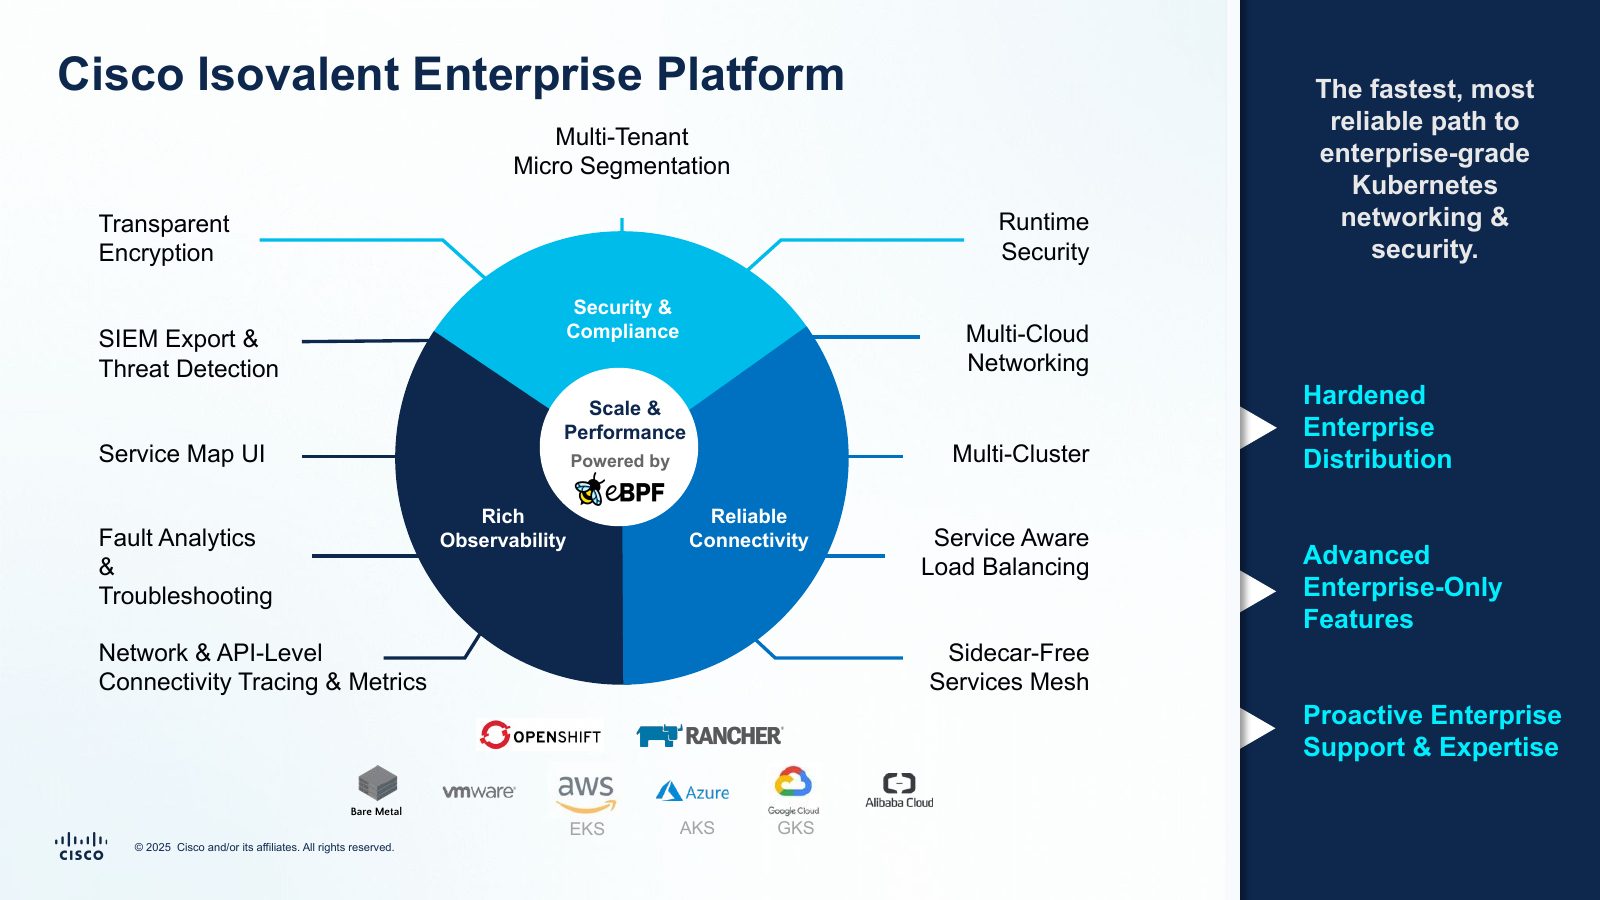 Cisco Isovalent Enterprise Platform
Multi-Tenant
Micro Segmentation
Transparent
Encryption
Runtime
Security
SIEM Export &
Threat Detection
Multi-Cloud
Networking
Service Map UI
Multi-Cluster
Fault Analytics
&
Troubleshooting
Service Aware
Load Balancing
Network & API-Level
Connectivity Tracing & Metrics
Sidecar-Free
Services Mesh
Security &
Compliance
Scale &
Performance
Powered by
eBPF
Rich
Observability
Reliable
Connectivity
OPENSHIFT
RANCHER
Bare Metal
vmware
aws
EKS
Azure
AKS
Google Cloud
GKS
Alibaba Cloud
CISCO
© 2025 Cisco and/or its affiliates. All rights reserved.
The fastest, most
reliable path to
enterprise-grade
Kubernetes
networking &
security.
Hardened
Enterprise
Distribution
Advanced
Enterprise-Only
Features
Proactive Enterprise
Support & Expertise